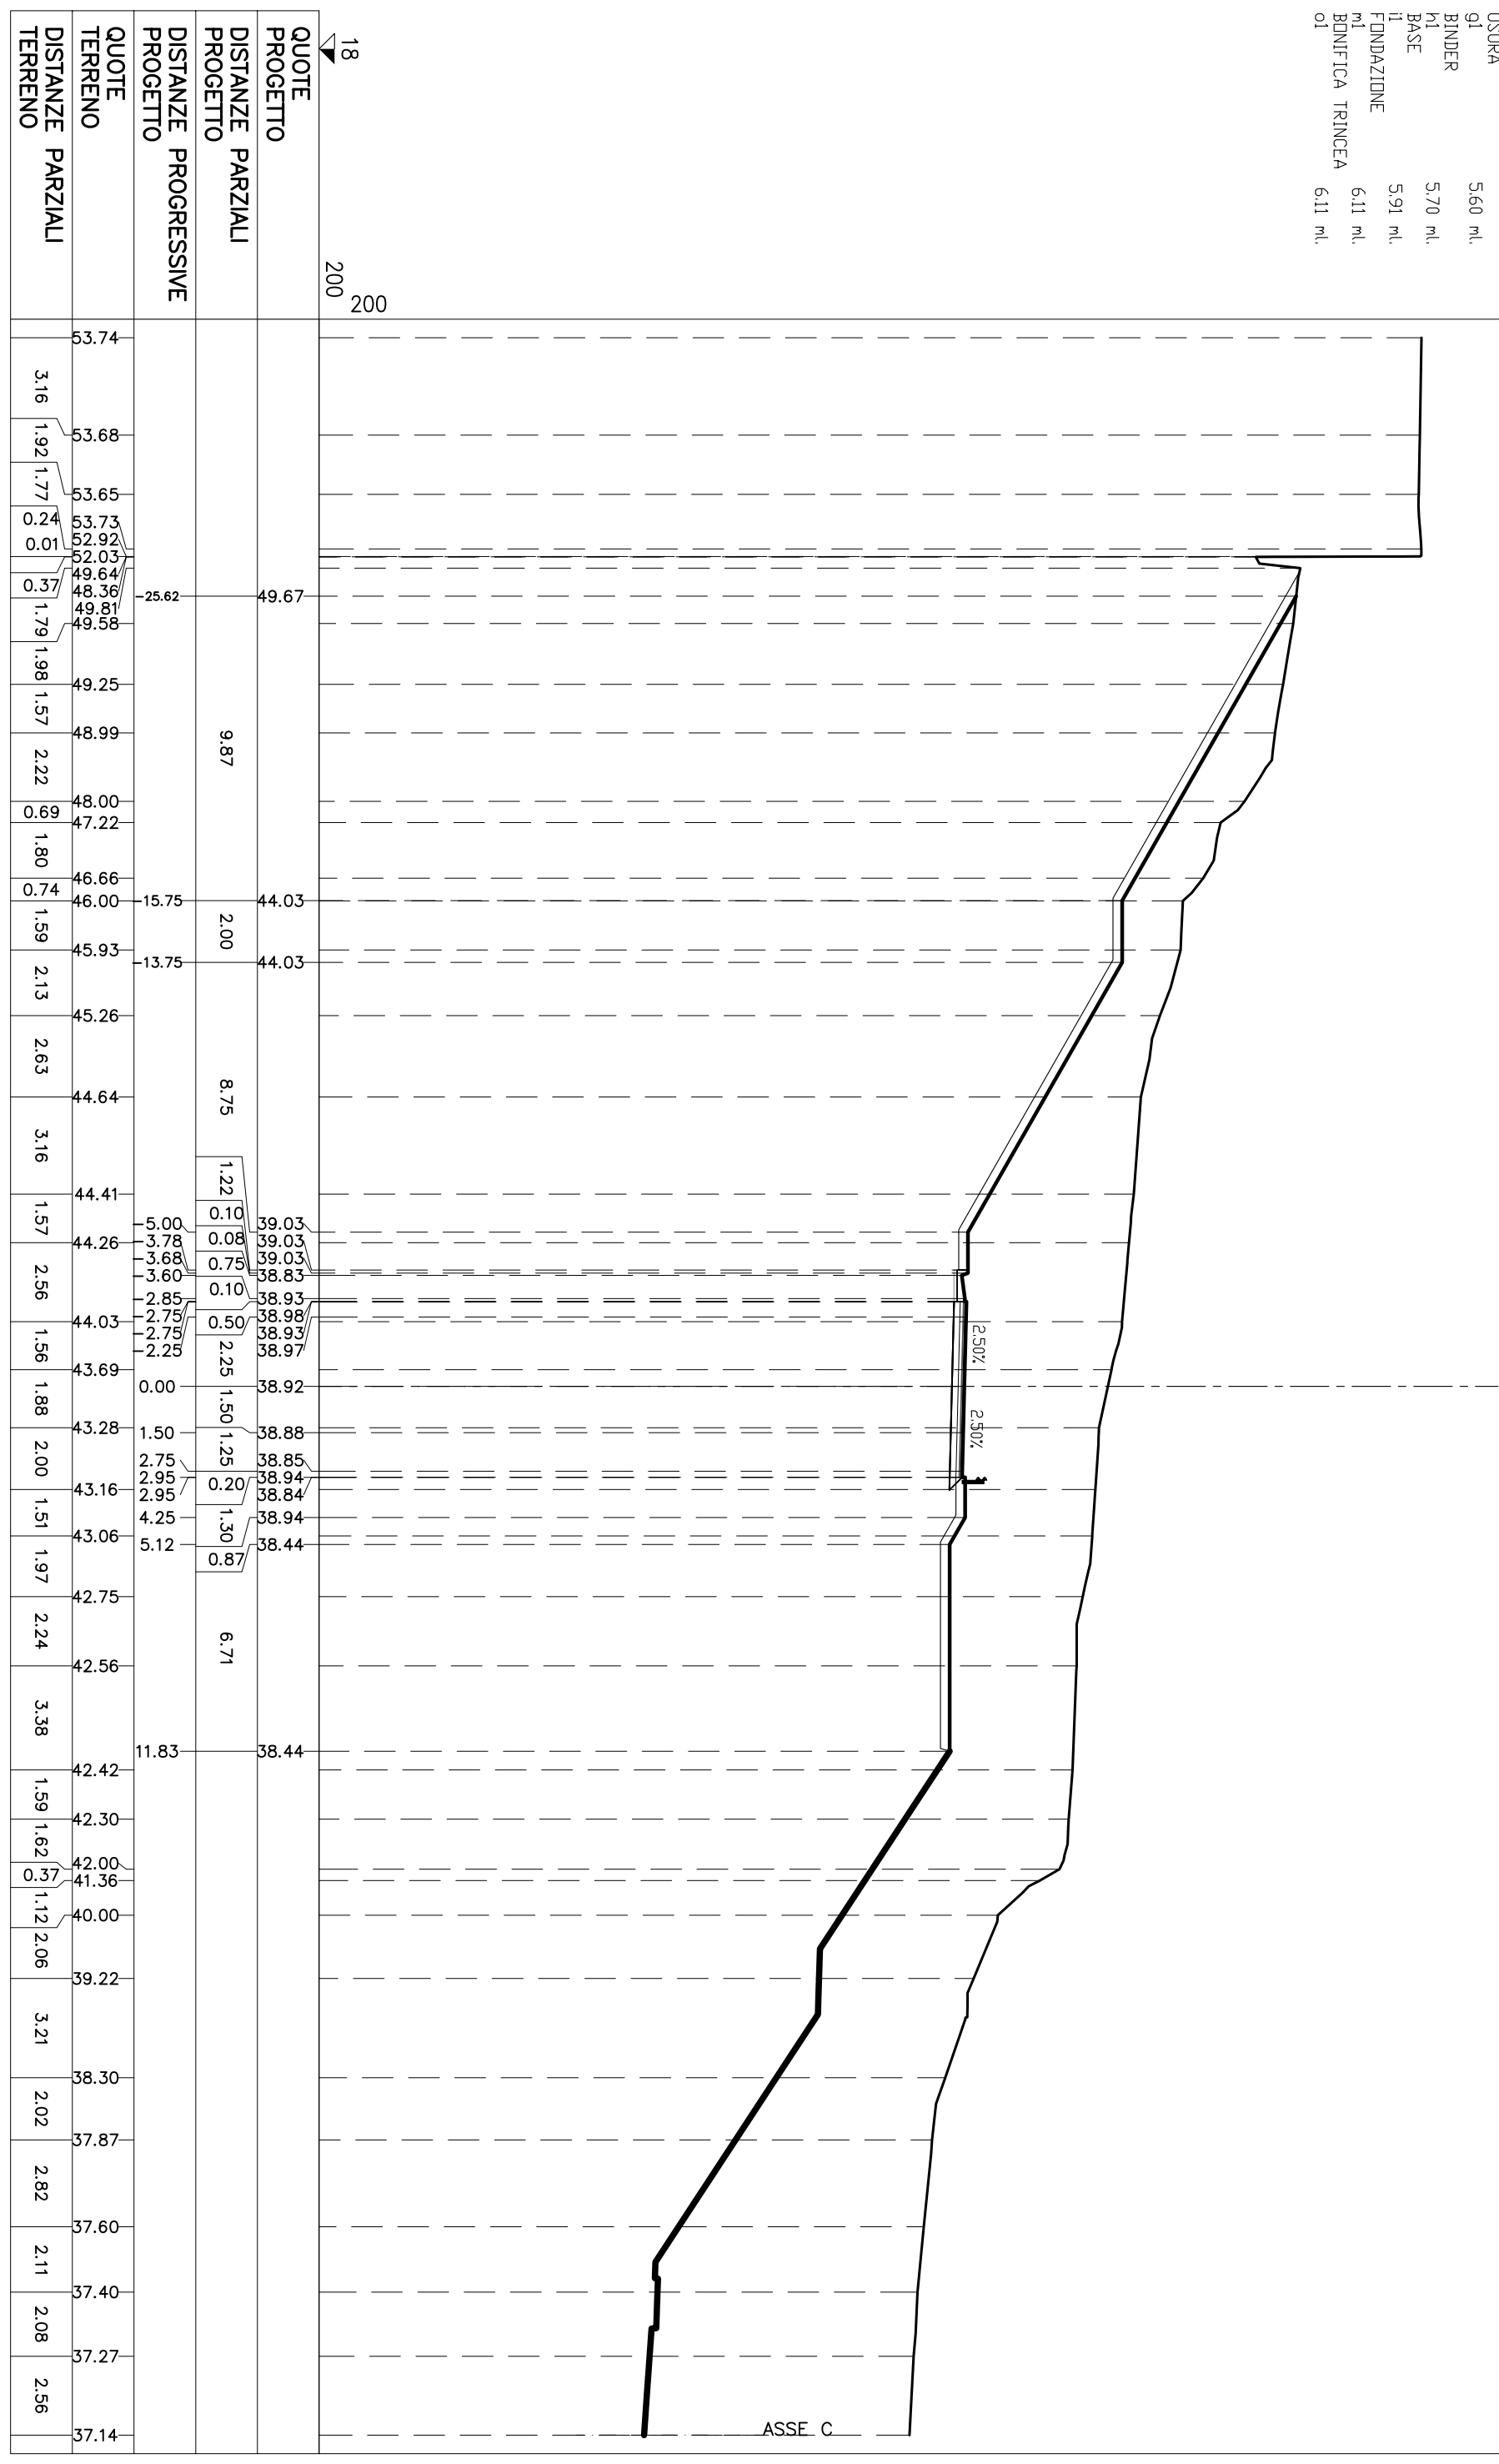 USURA
g1 5.60 ml.
BINDER
h1 5.70 ml.
BASE
i1 5.91 ml.
FONDAZIONE
m1 6.11 ml.
BONIFICA TRINCEA
o1 6.11 ml.
2.50% 2.50%
ASSE C
18
200
200
QUOTE
PROGETTO
49.67 44.03 44.03 39.03 39.03 39.03 38.83 38.93 38.98 38.93 38.97 38.92 38.88 38.85 38.94 38.84 38.94 38.44 38.44
DISTANZE PARZIALI
PROGETTO
9.87 2.00 8.75 1.22 0.10 0.08 0.75 0.10 0.50 2.25 1.50 1.25 0.20 1.30 0.87 6.71
DISTANZE PROGRESSIVE
PROGETTO
-25.62 -15.75 -13.75 -5.00 -3.78 -3.68 -3.60 -2.85 -2.75 -2.75 -2.25 0.00 1.50 2.75 2.95 2.95 4.25 5.12 11.83
QUOTE
TERRENO
53.74 53.68 53.65 53.73 52.92 52.03 49.64 48.36 49.81 49.58 49.25 48.99 48.00 47.22 46.66 46.00 45.93 45.26 44.64 44.41 44.26 44.03 43.69 43.28 43.16 43.06 42.75 42.56 42.42 42.30 42.00 41.36 40.00 39.22 38.30 37.87 37.60 37.40 37.27 37.14
DISTANZE PARZIALI
TERRENO
3.16 1.92 1.77 0.24 0.01 0.37 1.79 1.98 1.57 2.22 0.69 1.80 0.74 1.59 2.13 2.63 3.16 1.57 2.56 1.56 1.88 2.00 1.51 1.97 2.24 3.38 1.59 1.62 0.37 1.12 2.06 3.21 2.02 2.82 2.11 2.08 2.56